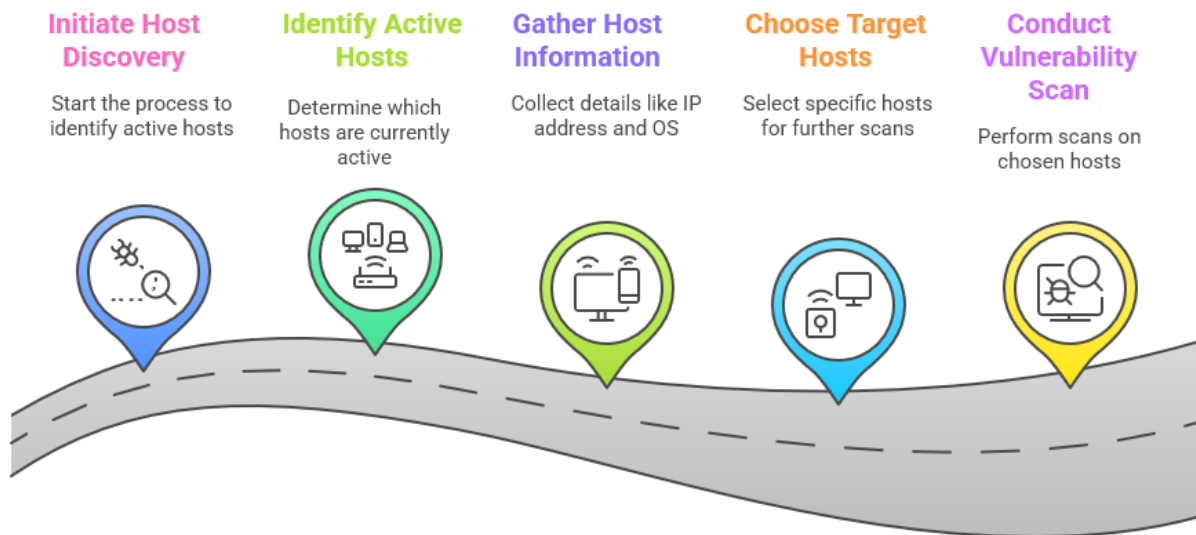 Initiate Host
Discovery
Start the process to
identify active hosts
Identify Active
Hosts
Determine which
hosts are currently
active
Gather Host
Information
Collect details like IP
address and OS
Choose Target
Hosts
Select specific hosts
for further scans
Conduct
Vulnerability
Scan
Perform scans on
chosen hosts